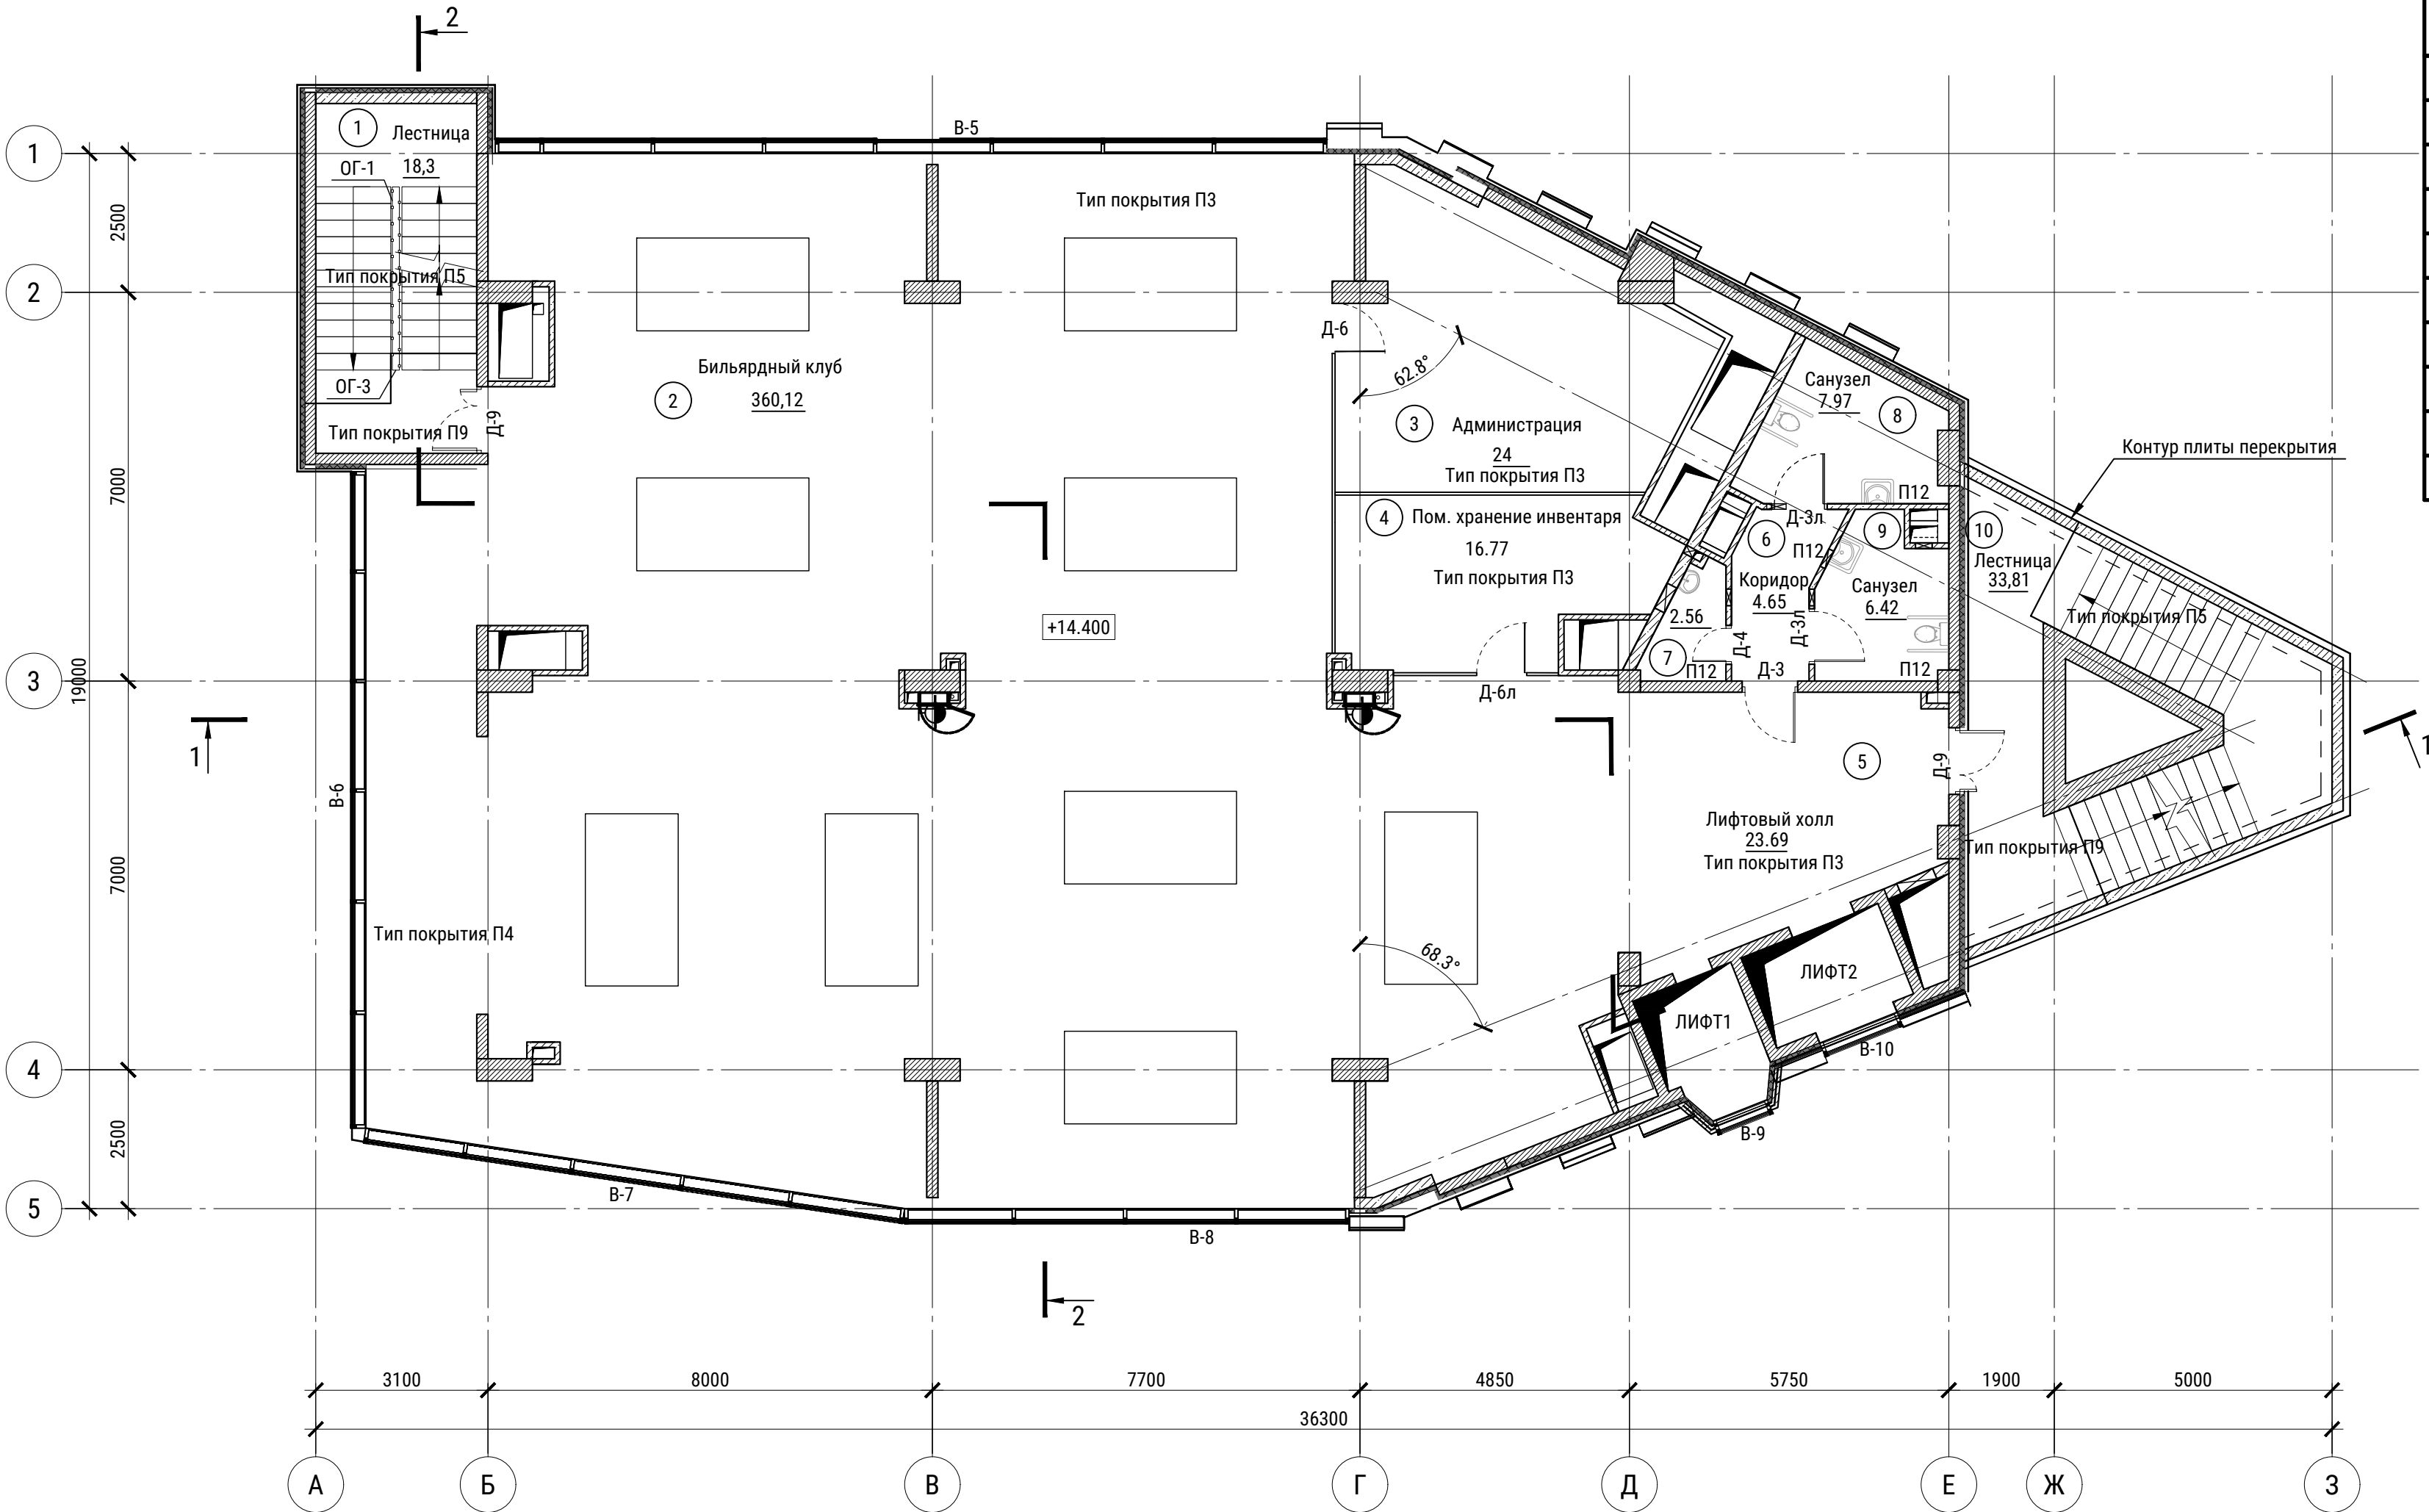 2
1
Лестница
В-5
1
ОГ-1
18,3
Тип покрытия П3
2500
Тип покрытия П5
2
Д-6
62.8°
Бильярдный клуб
2
360,12
ОГ-3
Санузел
7.97
8
Д-9
Тип покрытия П9
3
Администрация
24
Тип покрытия П3
Контур плиты перекрытия
7000
П12
4
Пом. хранение инвентаря
16.77
Тип покрытия П3
Д-3л
6
9
10
П12
Лестница
33,81
Коридор
4.65
Санузел
6.42
2.56
Тип покрытия П5
+14.400
Д-4
Д-3л
7
П12
Д-3
П12
3
19000
Д-6л
1
1
5
Д-9
В-6
Лифтовый холл
23.69
Тип покрытия П3
Тип покрытия П9
7000
Тип покрытия П4
68.3°
ЛИФТ2
ЛИФТ1
В-10
4
В-9
2500
В-7
5
В-8
2
3100
8000
7700
4850
5750
1900
5000
36300
А
Б
В
Г
Д
Е
Ж
З